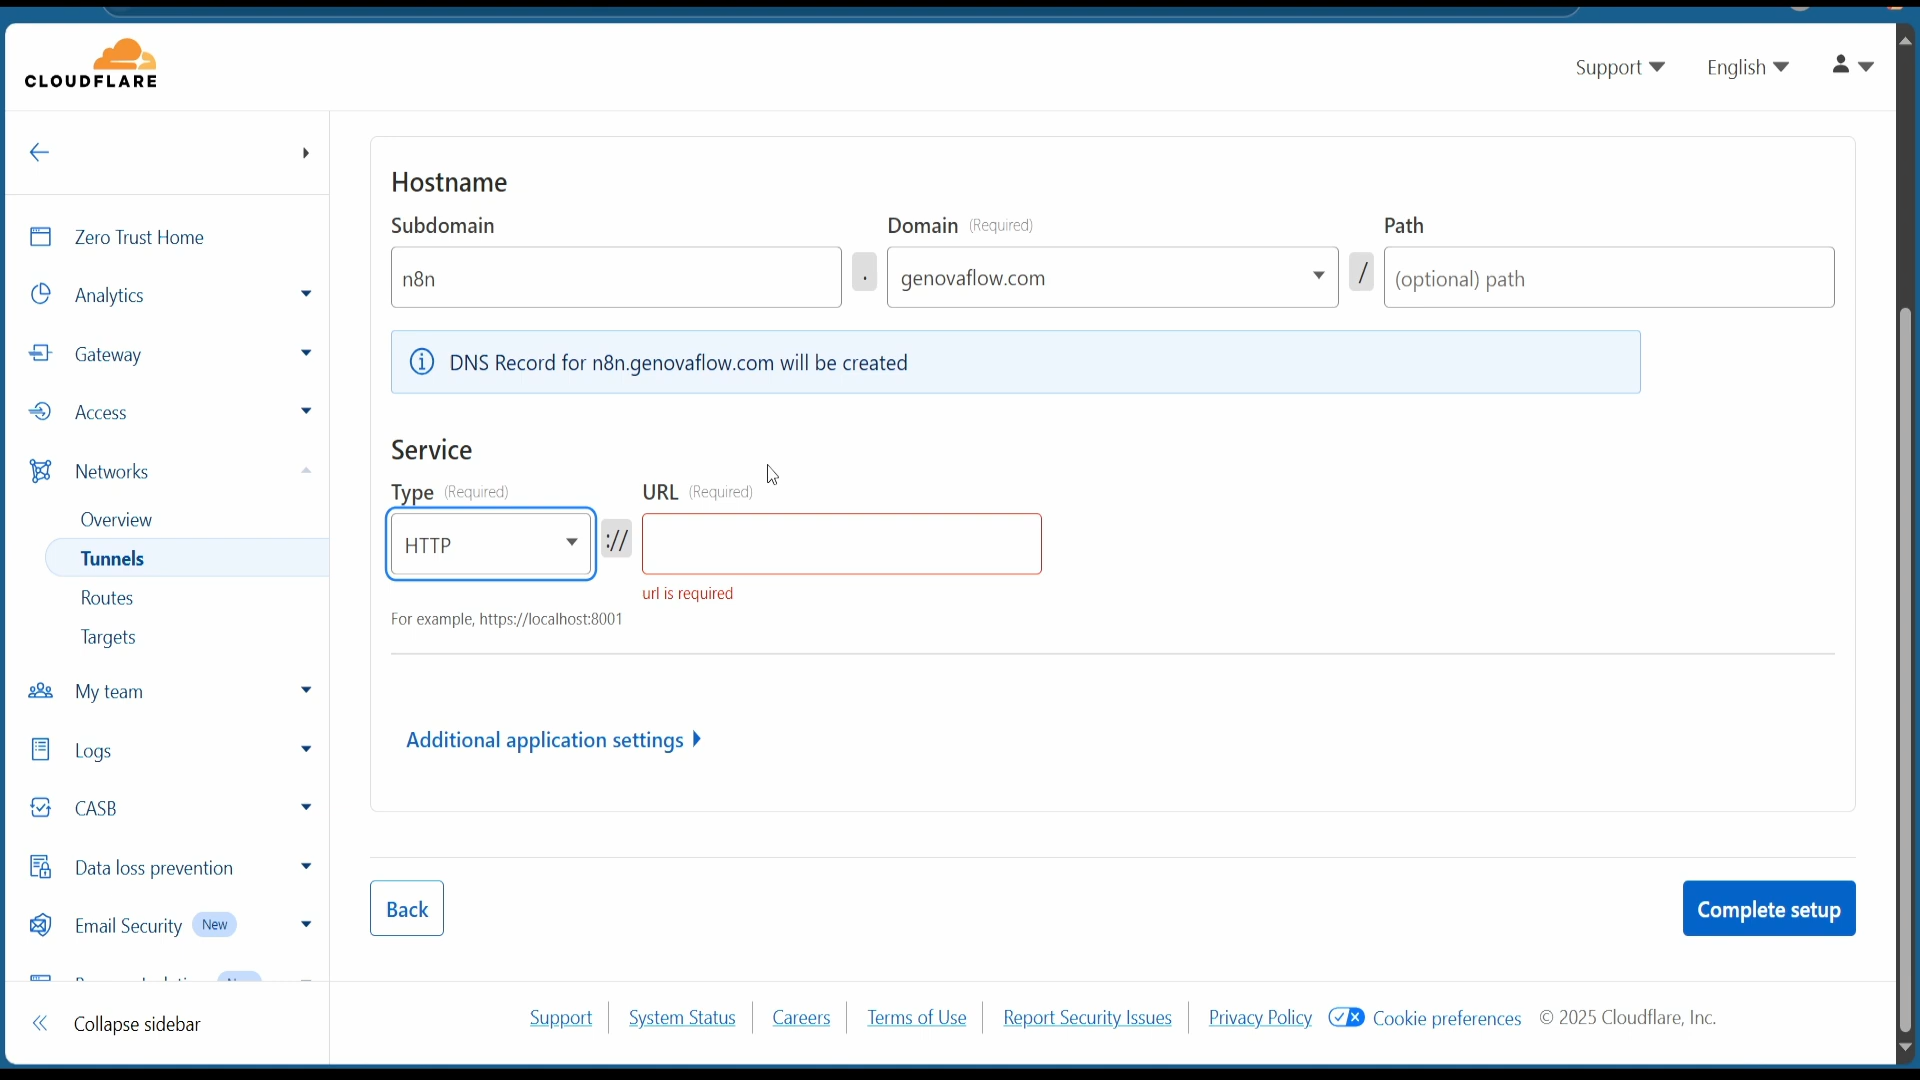 CLOUDFLARE
Support
English
Zero Trust Home
Analytics
Gateway
Access
Networks
Overview
Tunnels
Routes
Targets
My team
Logs
CASB
Data loss prevention
Email Security New
Collapse sidebar
Hostname
Subdomain
Domain (Required)
Path
n8n
.
genovaflow.com
/
(optional) path
DNS Record for n8n.genovaflow.com will be created
Service
Type (Required)
URL (Required)
HTTP
://
url is required
For example, https://localhost:8001
Additional application settings
Back
Complete setup
Support
System Status
Careers
Terms of Use
Report Security Issues
Privacy Policy
Cookie preferences
© 2025 Cloudflare, Inc.